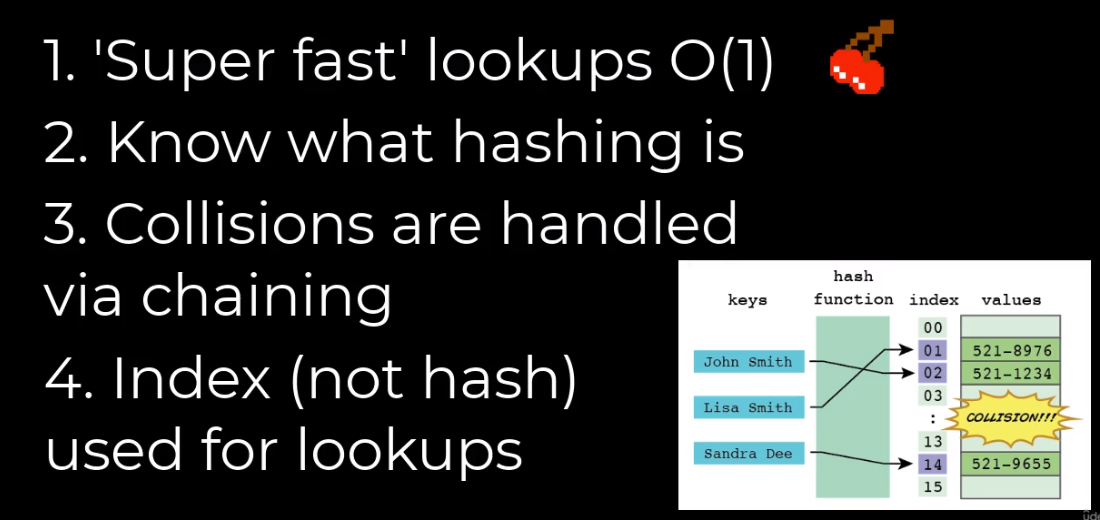 1. 'Super fast' lookups O(1)
2. Know what hashing is
3. Collisions are handled
via chaining
4. Index (not hash)
used for lookups
hash
keys function index values
00
01 521-8976
John Smith 02 521-1234
03
Lisa Smith : COLLISION!!!
13
Sandra Dee 14 521-9655
15